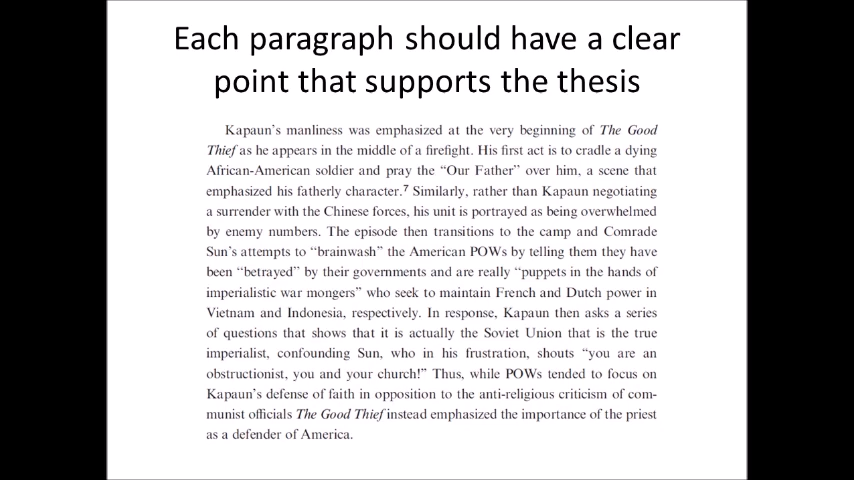 Each paragraph should have a clear
point that supports the thesis
Kapaun's manliness was emphasized at the very beginning of The Good
Thief as he appears in the middle of a firefight. His first act is to cradle a dying
African-American soldier and pray the “Our Father” over him, a scene that
emphasized his fatherly character.7 Similarly, rather than Kapaun negotiating
a surrender with the Chinese forces, his unit is portrayed as being overwhelmed
by enemy numbers. The episode then transitions to the camp and Comrade
Sun's attempts to “brainwash” the American POWs by telling them they have
been “betrayed” by their governments and are really “puppets in the hands of
imperialistic war mongers” who seek to maintain French and Dutch power in
Vietnam and Indonesia, respectively. In response, Kapaun then asks a series
of questions that shows that it is actually the Soviet Union that is the true
imperialist, confounding Sun, who in his frustration, shouts “you are an
obstructionist, you and your church!” Thus, while POWs tended to focus on
Kapaun's defense of faith in opposition to the anti-religious criticism of com-
munist officials The Good Thief instead emphasized the importance of the priest
as a defender of America.